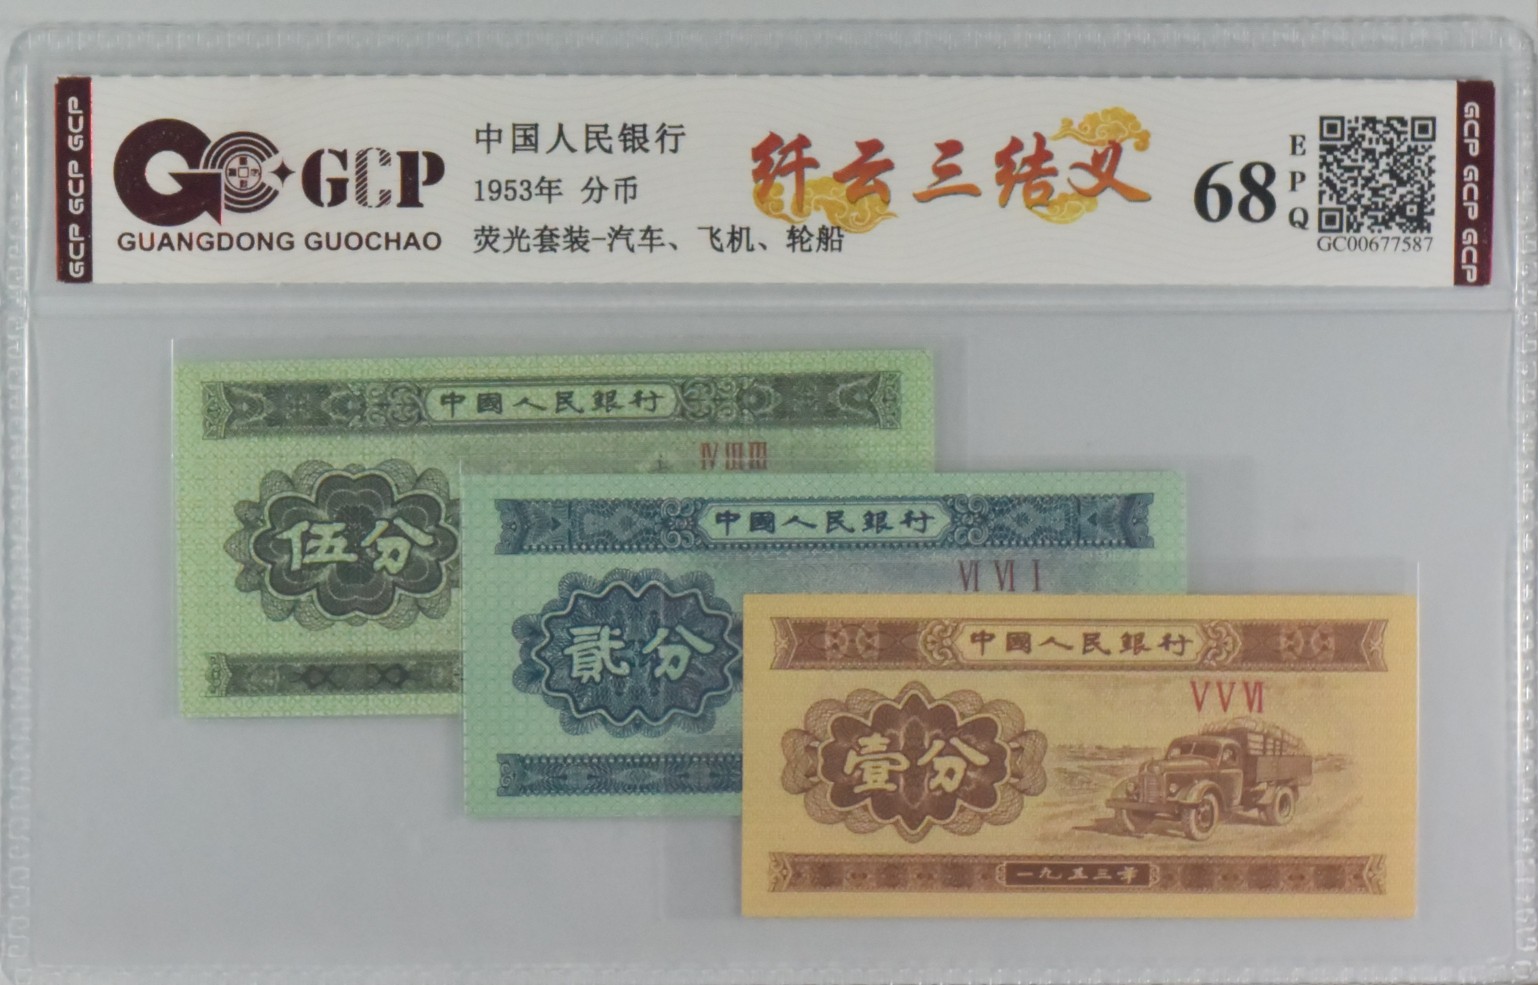 GCP GCP GCP
GCP
GUANGDONG GUOCHAO
中国人民银行
1953年 分币
荧光套装-汽车、飞机、轮船
纤云三结义
68
EPQ
GC00677587
GCP GCP GCP
中國人民銀行
ⅣⅢⅢ
伍分
中國人民銀行
Ⅵ Ⅵ Ⅰ
貳分
中國人民銀行
ⅤⅤⅥ
壹分
一九五三年